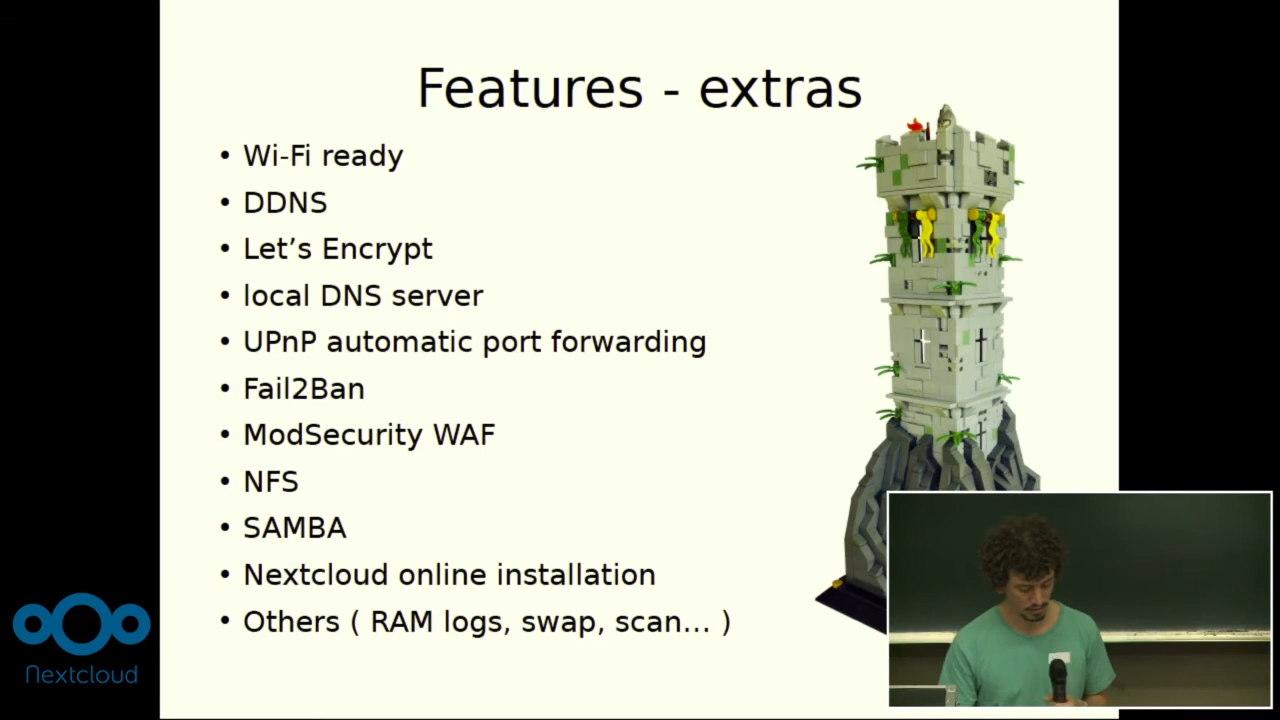 Features - extras
• Wi-Fi ready
• DDNS
• Let’s Encrypt
• local DNS server
• UPnP automatic port forwarding
• Fail2Ban
• ModSecurity WAF
• NFS
• SAMBA
• Nextcloud online installation
• Others ( RAM logs, swap, scan... )
Nextcloud